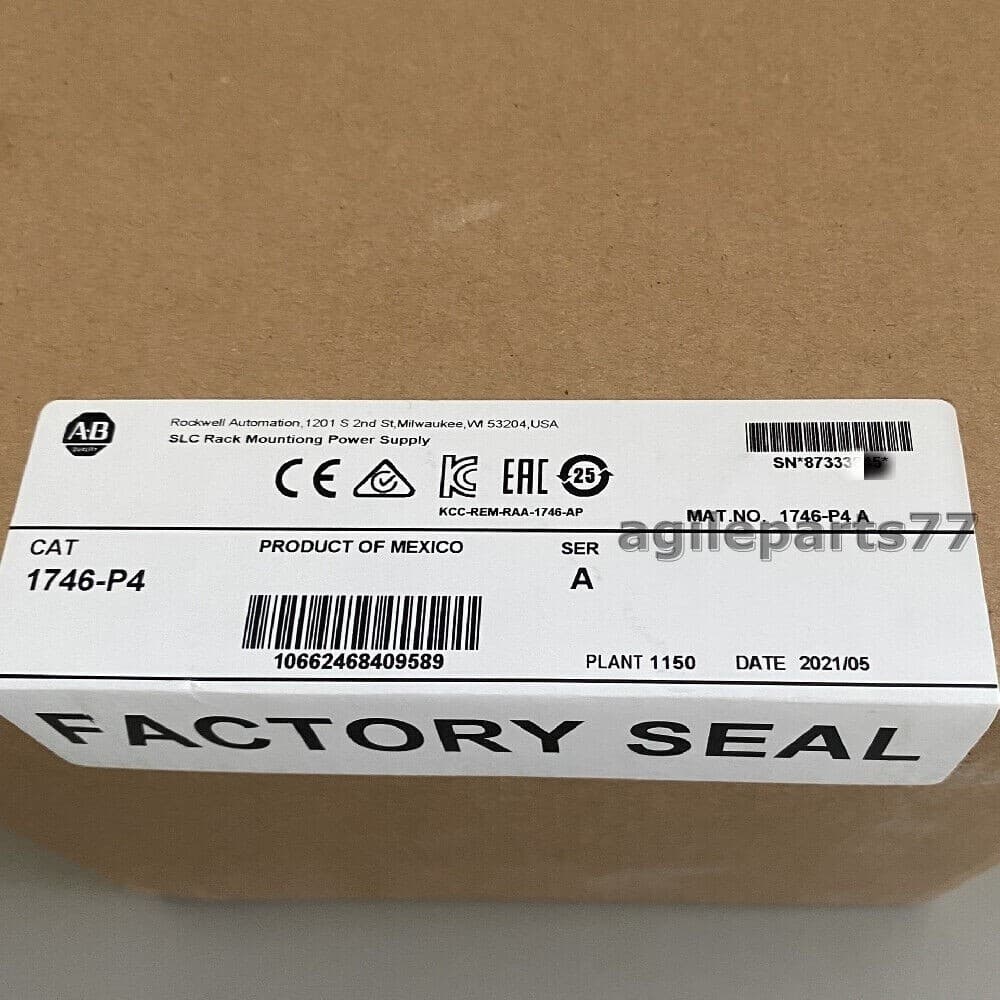 A-B
QUALITY
Rockwell Automation,1201 S 2nd St,Milwaukee,WI 53204,USA
SLC Rack Mountiong Power Supply
CE
EAC
25
KCC-REM-RAA-1746-AP
MAT.NO. 1746-P4 A
agileparts77
CAT
1746-P4
PRODUCT OF MEXICO
SER
A
10662468409589
PLANT 1150 DATE 2021/05
FACTORY SEAL